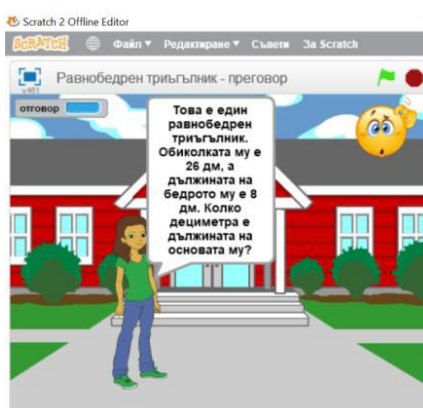 Scratch 2 Offline Editor
SCRATCH Файл Редактиране Съвети За Scratch
Равнобедрен триъгълник - преговор
v461
отговор
Това е един
равнобедрен
триъгълник.
Обиколката му е
26 дм, а
дължината на
бедрото му е 8
дм. Колко
дециметра е
дължината на
основата му?